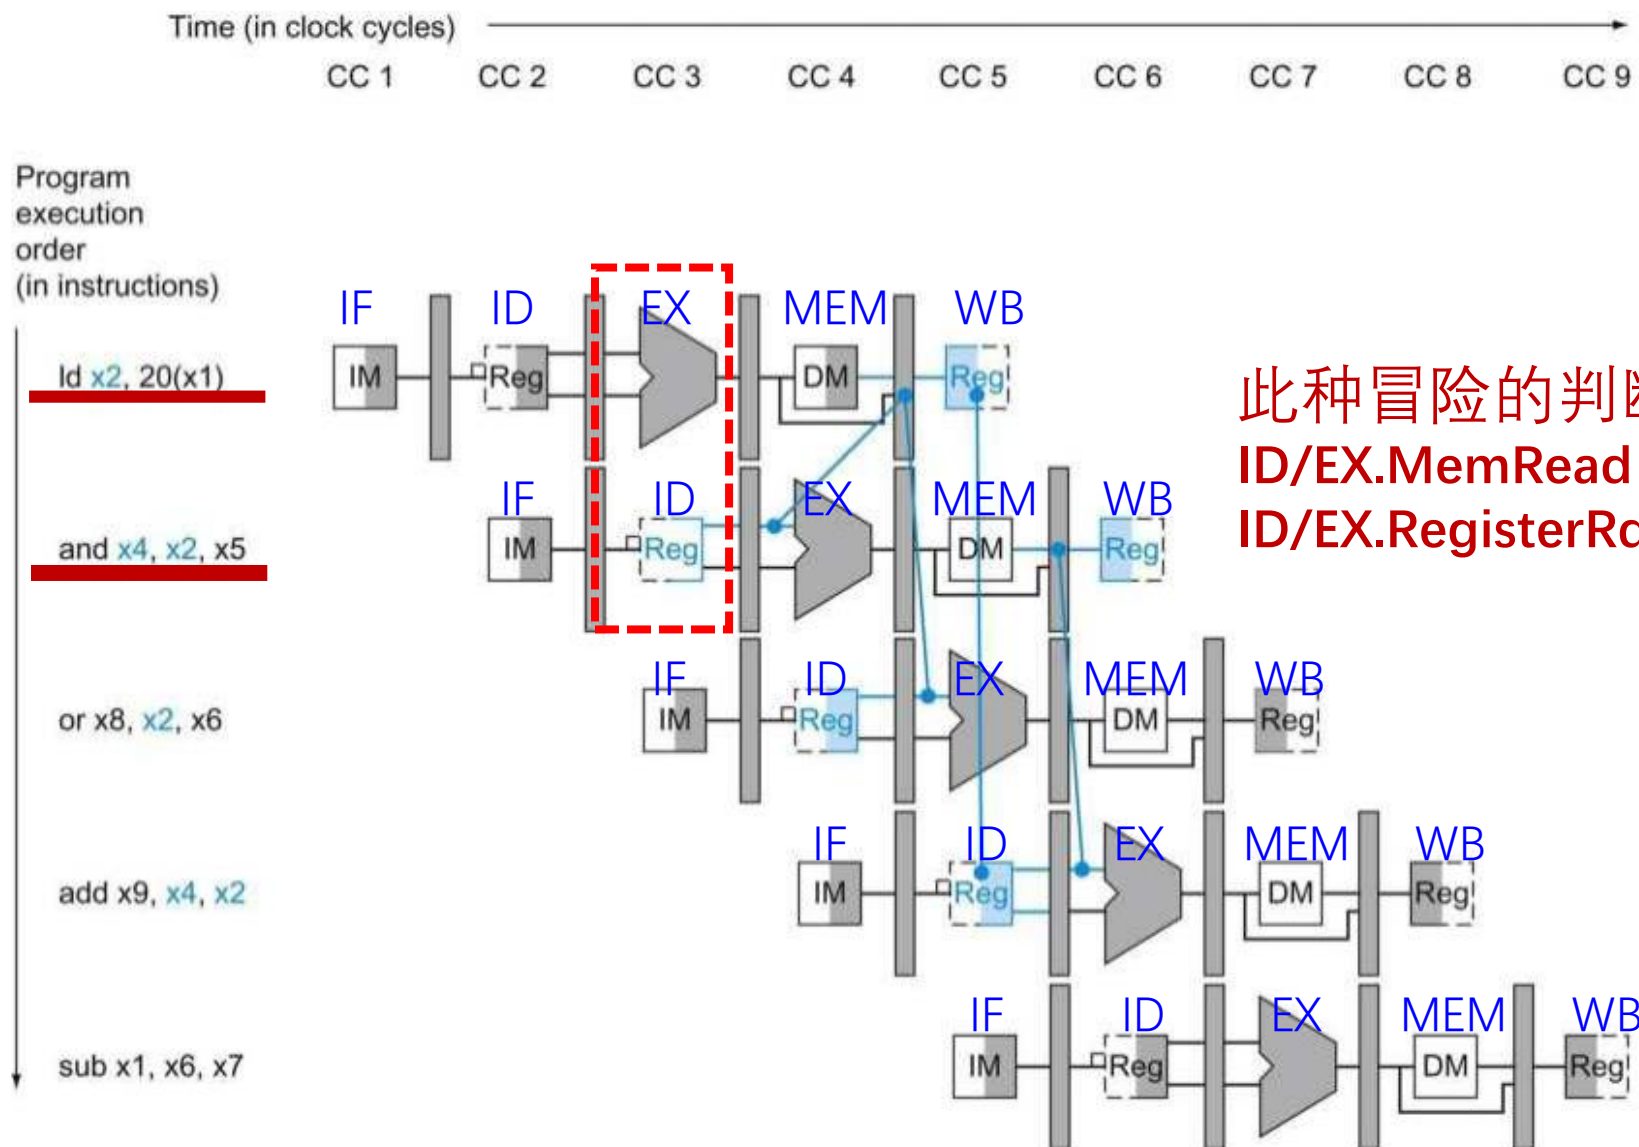 Time (in clock cycles)
CC 1 CC 2 CC 3 CC 4 CC 5 CC 6 CC 7 CC 8 CC 9
Program
execution
order
(in instructions)
IF ID EX MEM WB
ld x2, 20(x1) IM Reg DM Reg
此种冒险的判断
ID/EX.MemRead
ID/EX.RegisterRd
IF ID EX MEM WB
and x4, x2, x5 IM Reg DM Reg
IF ID EX MEM WB
or x8, x2, x6 IM Reg DM Reg
IF ID EX MEM WB
add x9, x4, x2 IM Reg DM Reg
IF ID EX MEM WB
sub x1, x6, x7 IM Reg DM Reg